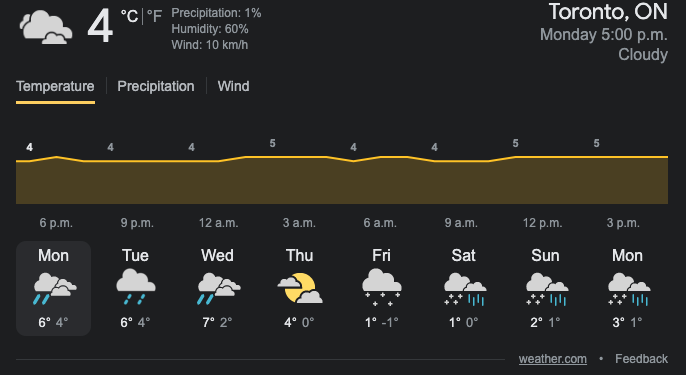 4 °C | °F
Precipitation: 1%
Humidity: 60%
Wind: 10 km/h
Toronto, ON
Monday 5:00 p.m.
Cloudy
Temperature | Precipitation | Wind
4 4 4 5 4 4 5 5
6 p.m. 9 p.m. 12 a.m. 3 a.m. 6 a.m. 9 a.m. 12 p.m. 3 p.m.
Mon Tue Wed Thu Fri Sat Sun Mon
6° 4° 6° 4° 7° 2° 4° 0° 1° -1° 1° 0° 2° 1° 3° 1°
weather.com • Feedback